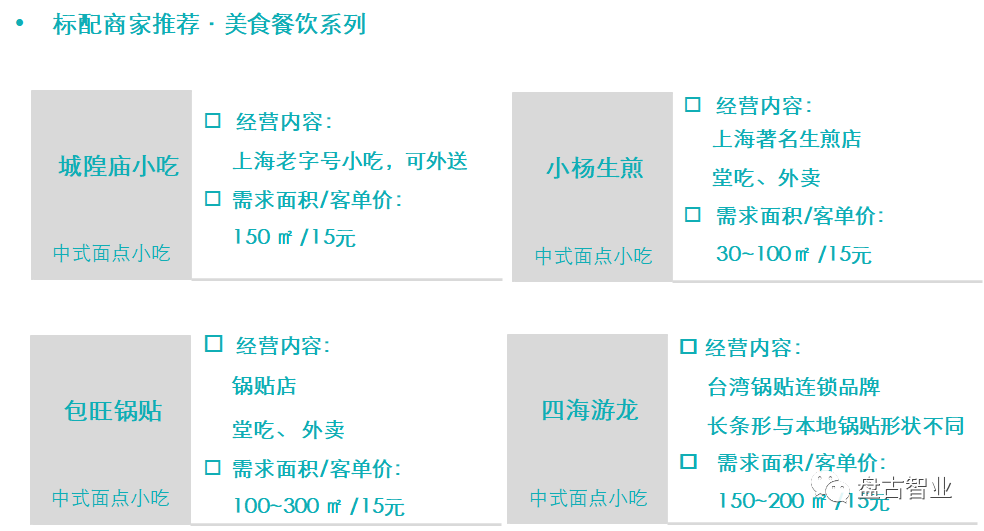 • 标配商家推荐·美食餐饮系列
城隍庙小吃
中式面点小吃
□ 经营内容：
上海老字号小吃，可外送
□ 需求面积/客单价：
150 ㎡ /15元
小杨生煎
中式面点小吃
□ 经营内容：
上海著名生煎店
堂吃、外卖
□ 需求面积/客单价：
30~100㎡ /15元
包旺锅贴
中式面点小吃
□ 经营内容：
锅贴店
堂吃、 外卖
□ 需求面积/客单价：
100~300 ㎡ /15元
四海游龙
中式面点小吃
□ 经营内容：
台湾锅贴连锁品牌
长条形与本地锅贴形状不同
□ 需求面积/客单价：
150~200 ㎡ /15元
盘古智业